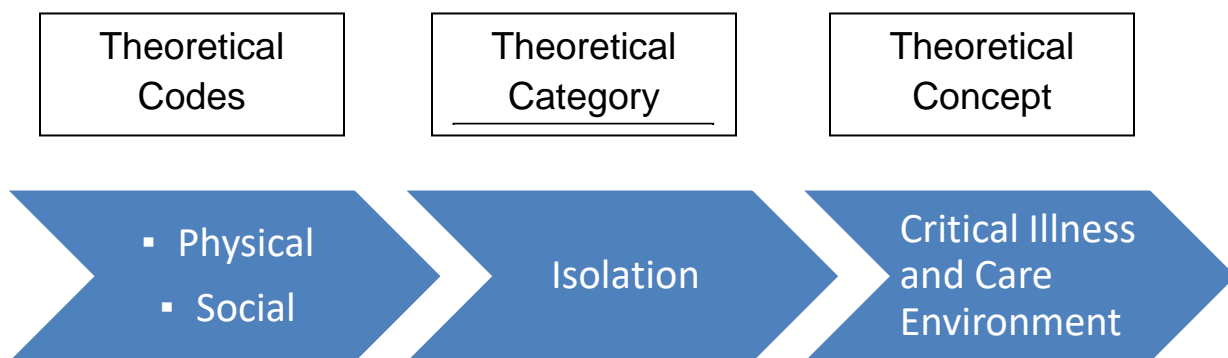 Theoretical
Codes
Theoretical
Category
Theoretical
Concept
▪ Physical
▪ Social
Isolation
Critical Illness
and Care
Environment